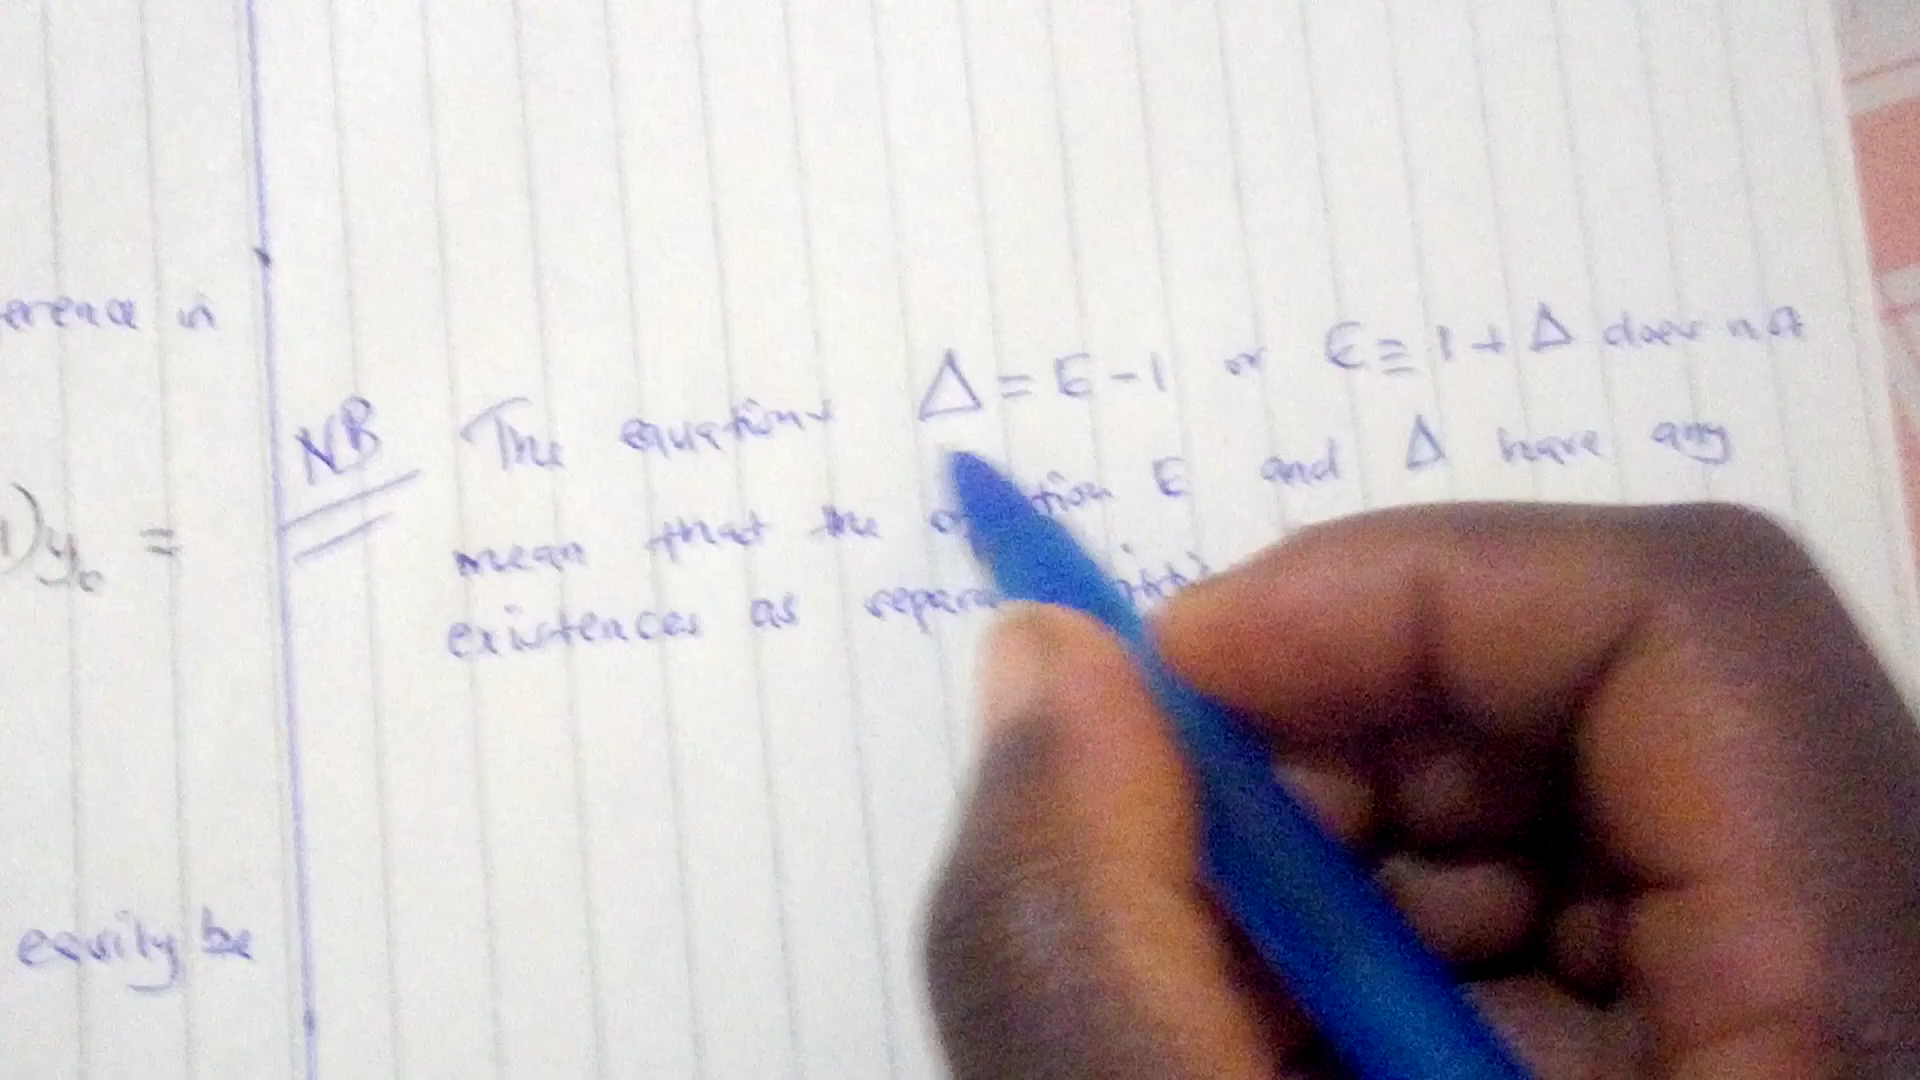 erence in
)y₀ =
easily be
NB The equations Δ = E - 1 or E ≡ 1 + Δ does not
mean that the E and Δ have any
existences as